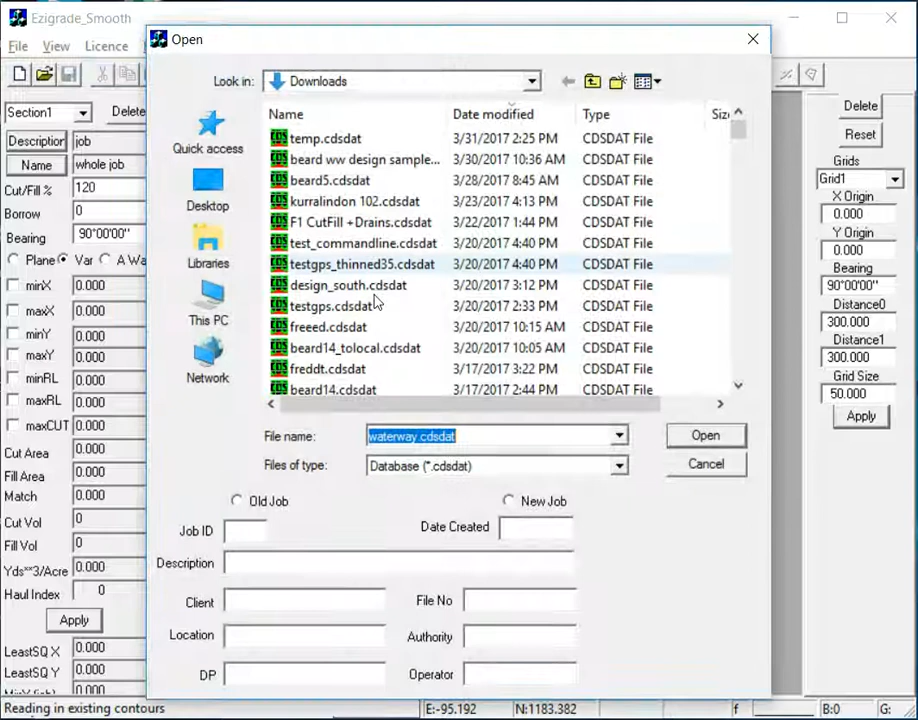 Ezigrade_Smooth
File View Licence
Section1 Delete
Description job
Name whole job
Cut/Fill % 120
Borrow 0
Bearing 90°00'00"
Plane Var A Wa
minX 0.000
maxX 0.000
minY 0.000
maxY 0.000
minRL 0.000
maxRL 0.000
maxCUT 0.000
Cut Area 0.000
Fill Area 0.000
Match 0.000
Cut Vol 0
Fill Vol 0
Yds**3/Acre 0.000
Haul Index 0
Apply
LeastSQ X 0.000
LeastSQ Y 0.000
0.000
Reading in existing contours
Open
Look in: Downloads
Quick access
Desktop
Libraries
This PC
Network
Name Date modified Type Siz
temp.cdsdat 3/31/2017 2:25 PM CDSDAT File
beard ww design sample... 3/30/2017 10:36 AM CDSDAT File
beard5.cdsdat 3/28/2017 8:45 AM CDSDAT File
kurralindon 102.cdsdat 3/23/2017 4:13 PM CDSDAT File
F1 CutFill +Drains.cdsdat 3/22/2017 1:44 PM CDSDAT File
test_commandline.cdsdat 3/20/2017 4:40 PM CDSDAT File
testgps_thinned35.cdsdat 3/20/2017 4:40 PM CDSDAT File
design_south.cdsdat 3/20/2017 3:12 PM CDSDAT File
testgps.cdsdat 3/20/2017 2:33 PM CDSDAT File
freeed.cdsdat 3/20/2017 10:15 AM CDSDAT File
beard14_tolocal.cdsdat 3/20/2017 10:05 AM CDSDAT File
freddt.cdsdat 3/17/2017 3:22 PM CDSDAT File
beard14.cdsdat 3/17/2017 2:44 PM CDSDAT File
File name: waterway.cdsdat Open
Files of type: Database (*.cdsdat) Cancel
Old Job New Job
Job ID Date Created
Description
Client File No
Location Authority
DP Operator
Delete
Reset
Grids
Grid1
X Origin
0.000
Y Origin
0.000
Bearing
90°00'00"
Distance0
300.000
Distance1
300.000
Grid Size
50.000
Apply
E:-95.192 N:1183.382 f B:0 G: